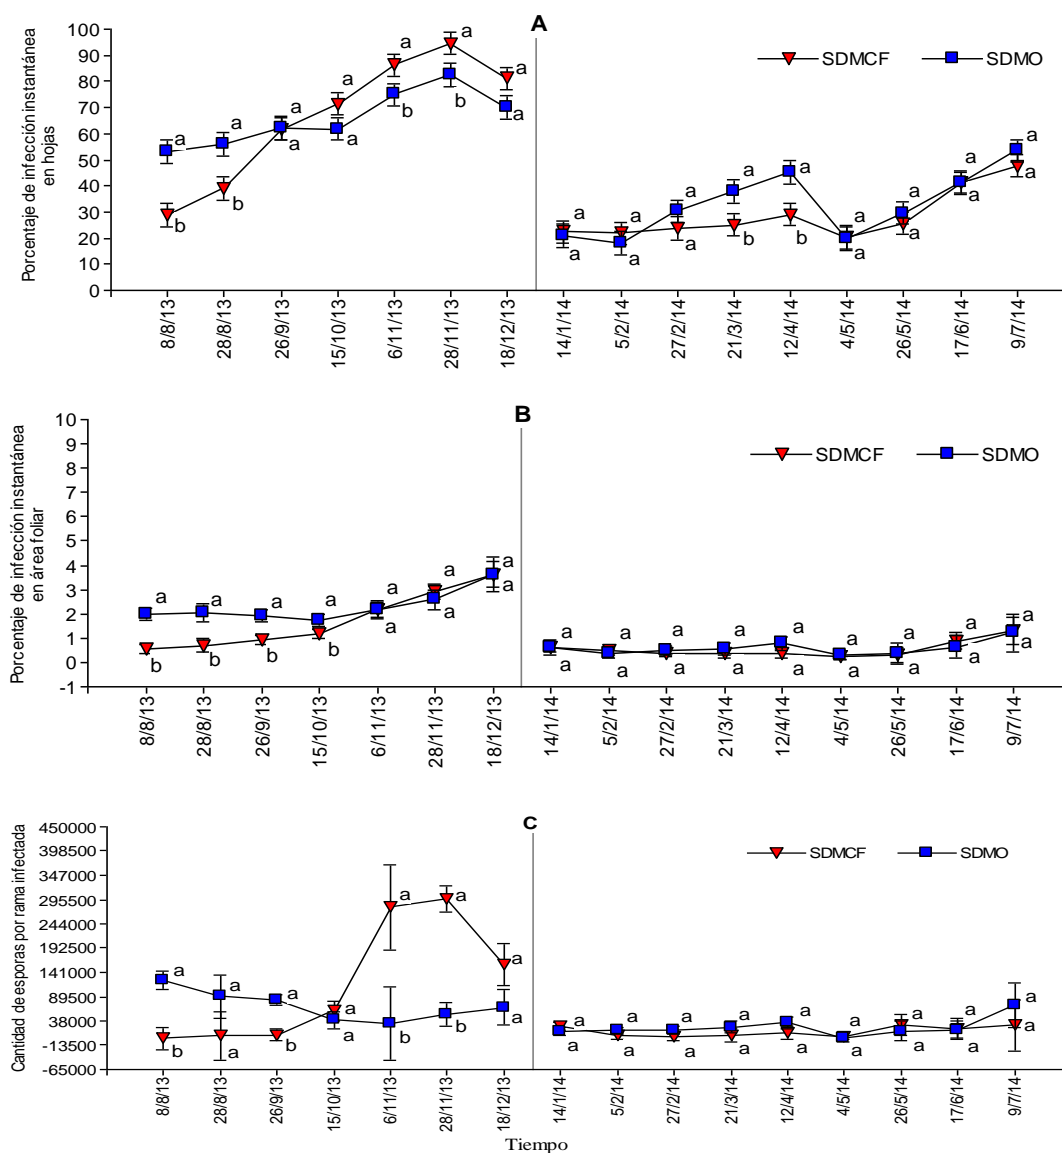 A
Porcentaje de infección instantánea
en hojas
100
90
80
70
60
50
40
30
20
10
0
SDMCF SDMO
a a a a a a a
b b a a b b a
a a a a a a a a a
a a a b b a a a a
8/8/13 28/8/13 26/9/13 15/10/13 6/11/13 28/11/13 18/12/13 14/1/14 5/2/14 27/2/14 21/3/14 12/4/14 4/5/14 26/5/14 17/6/14 9/7/14
B
Porcentaje de infección instantánea
en área foliar
10
9
8
7
6
5
4
3
2
1
0
-1
SDMCF SDMO
a a a a a a a
b b b b a a a
a a a a a a a a a
a a a a a a a a a
8/8/13 28/8/13 26/9/13 15/10/13 6/11/13 28/11/13 18/12/13 14/1/14 5/2/14 27/2/14 21/3/14 12/4/14 4/5/14 26/5/14 17/6/14 9/7/14
C
Cantidad de esporas por rama infectada
450000
398500
347000
295500
244000
192500
141000
89500
38000
-13500
-65000
SDMCF SDMO
a a a a a a a
b a b a b b a
a a a a a a a a a
a a a a a a a a a
8/8/13 28/8/13 26/9/13 15/10/13 6/11/13 28/11/13 18/12/13 14/1/14 5/2/14 27/2/14 21/3/14 12/4/14 4/5/14 26/5/14 17/6/14 9/7/14
Tiempo